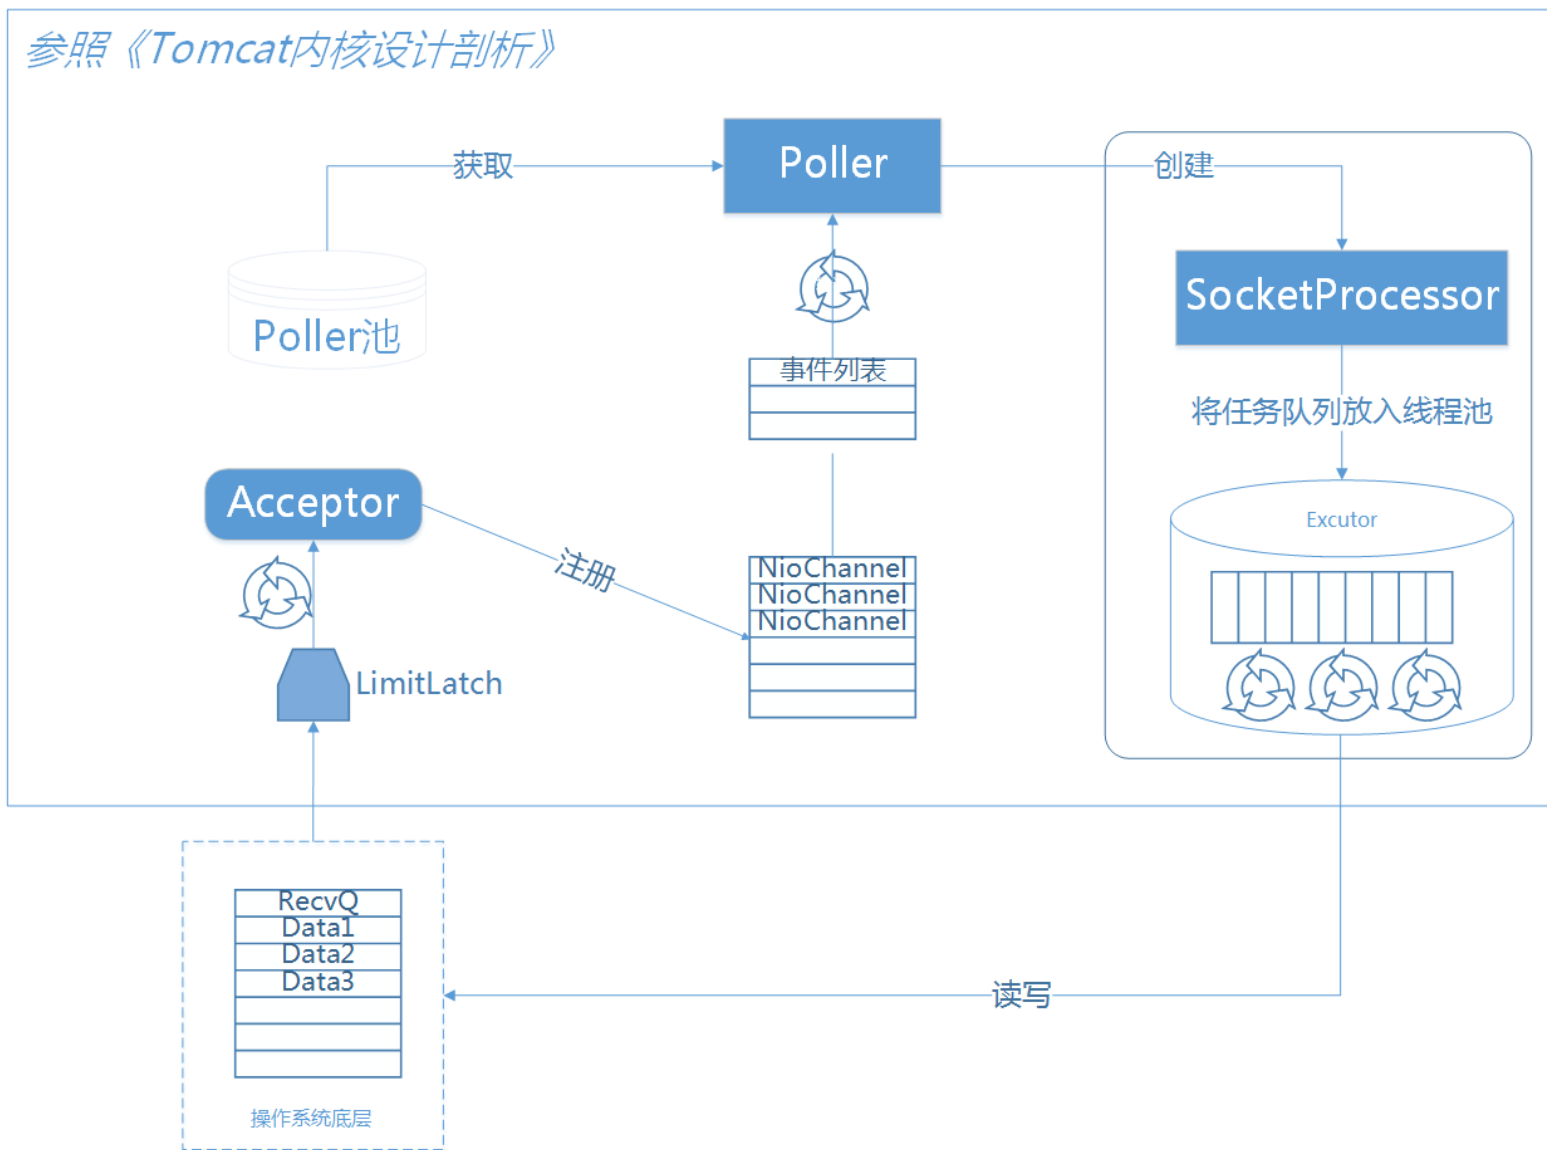 参照《Tomcat内核设计剖析》
获取
Poller
创建
Poller池
SocketProcessor
事件列表
将任务队列放入线程池
Acceptor
Excutor
注册
NioChannel
NioChannel
NioChannel
LimitLatch
RecvQ
Data1
Data2
Data3
读写
操作系统底层